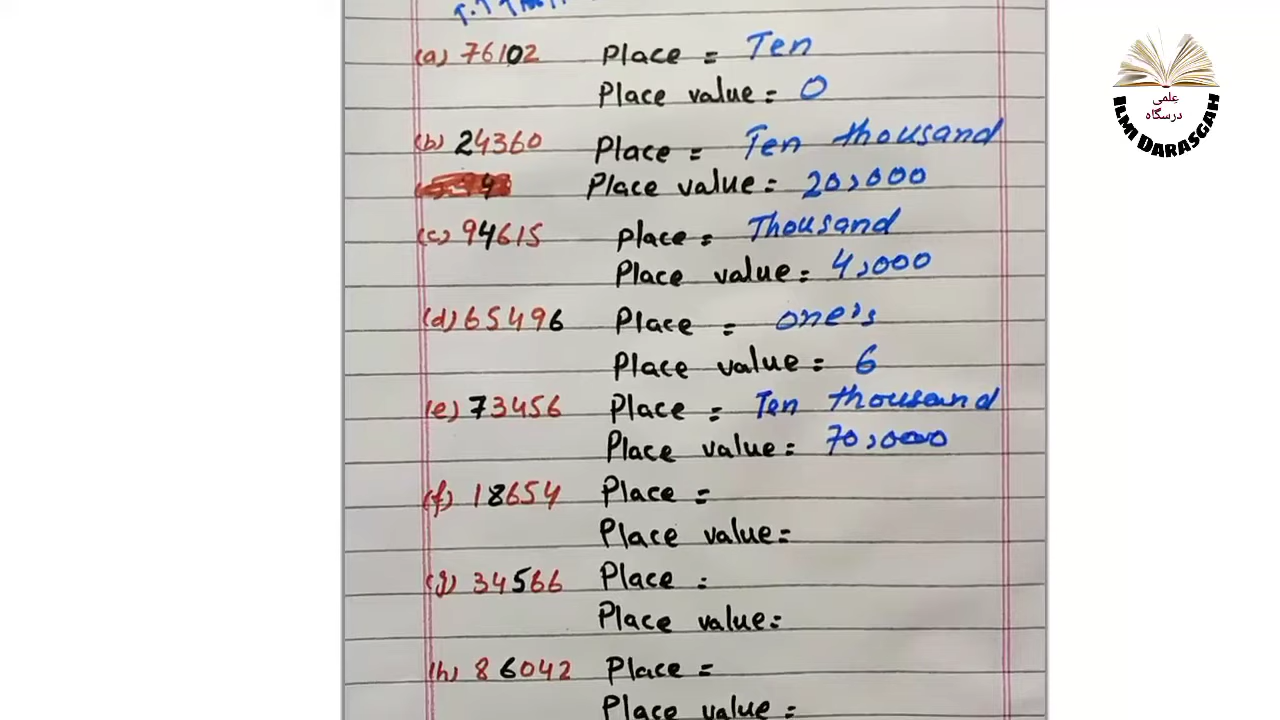 (a) 76102 Place = Ten
Place value = 0
(b) 24360 Place = Ten thousand
Place value = 20,000
(c) 94615 Place = Thousand
Place value = 4,000
(d) 65496 Place = one's
Place value = 6
(e) 73456 Place = Ten thousand
Place value = 70,000
(f) 18654 Place =
Place value =
(g) 34566 Place =
Place value =
(h) 86042 Place =
Place value =
علمی
درسگاہ
ILMI DARASGAH